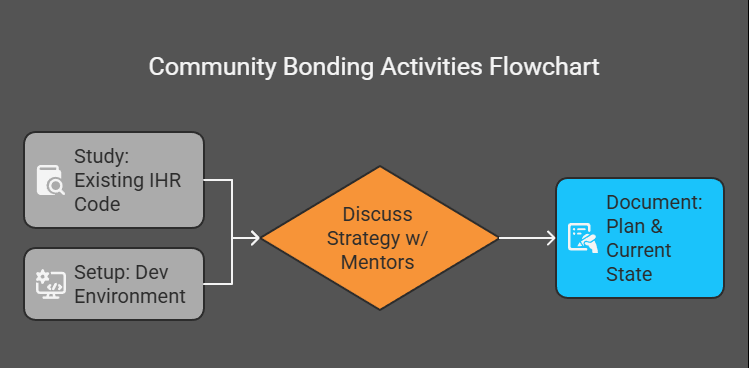 Community Bonding Activities Flowchart
Study:
Existing IHR
Code
Setup: Dev
Environment
Discuss
Strategy w/
Mentors
Document:
Plan &
Current
State